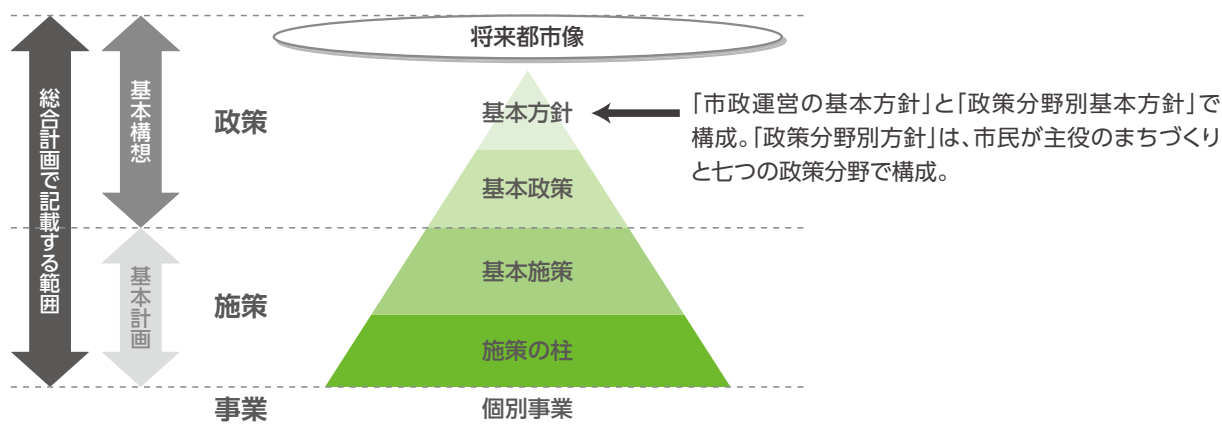 総合計画で記載する範囲
基本構想
基本計画
政策
施策
事業
将来都市像
基本方針
基本政策
基本施策
施策の柱
個別事業
「市政運営の基本方針」と「政策分野別基本方針」で
構成。「政策分野別方針」は、市民が主役のまちづくり
と七つの政策分野で構成。